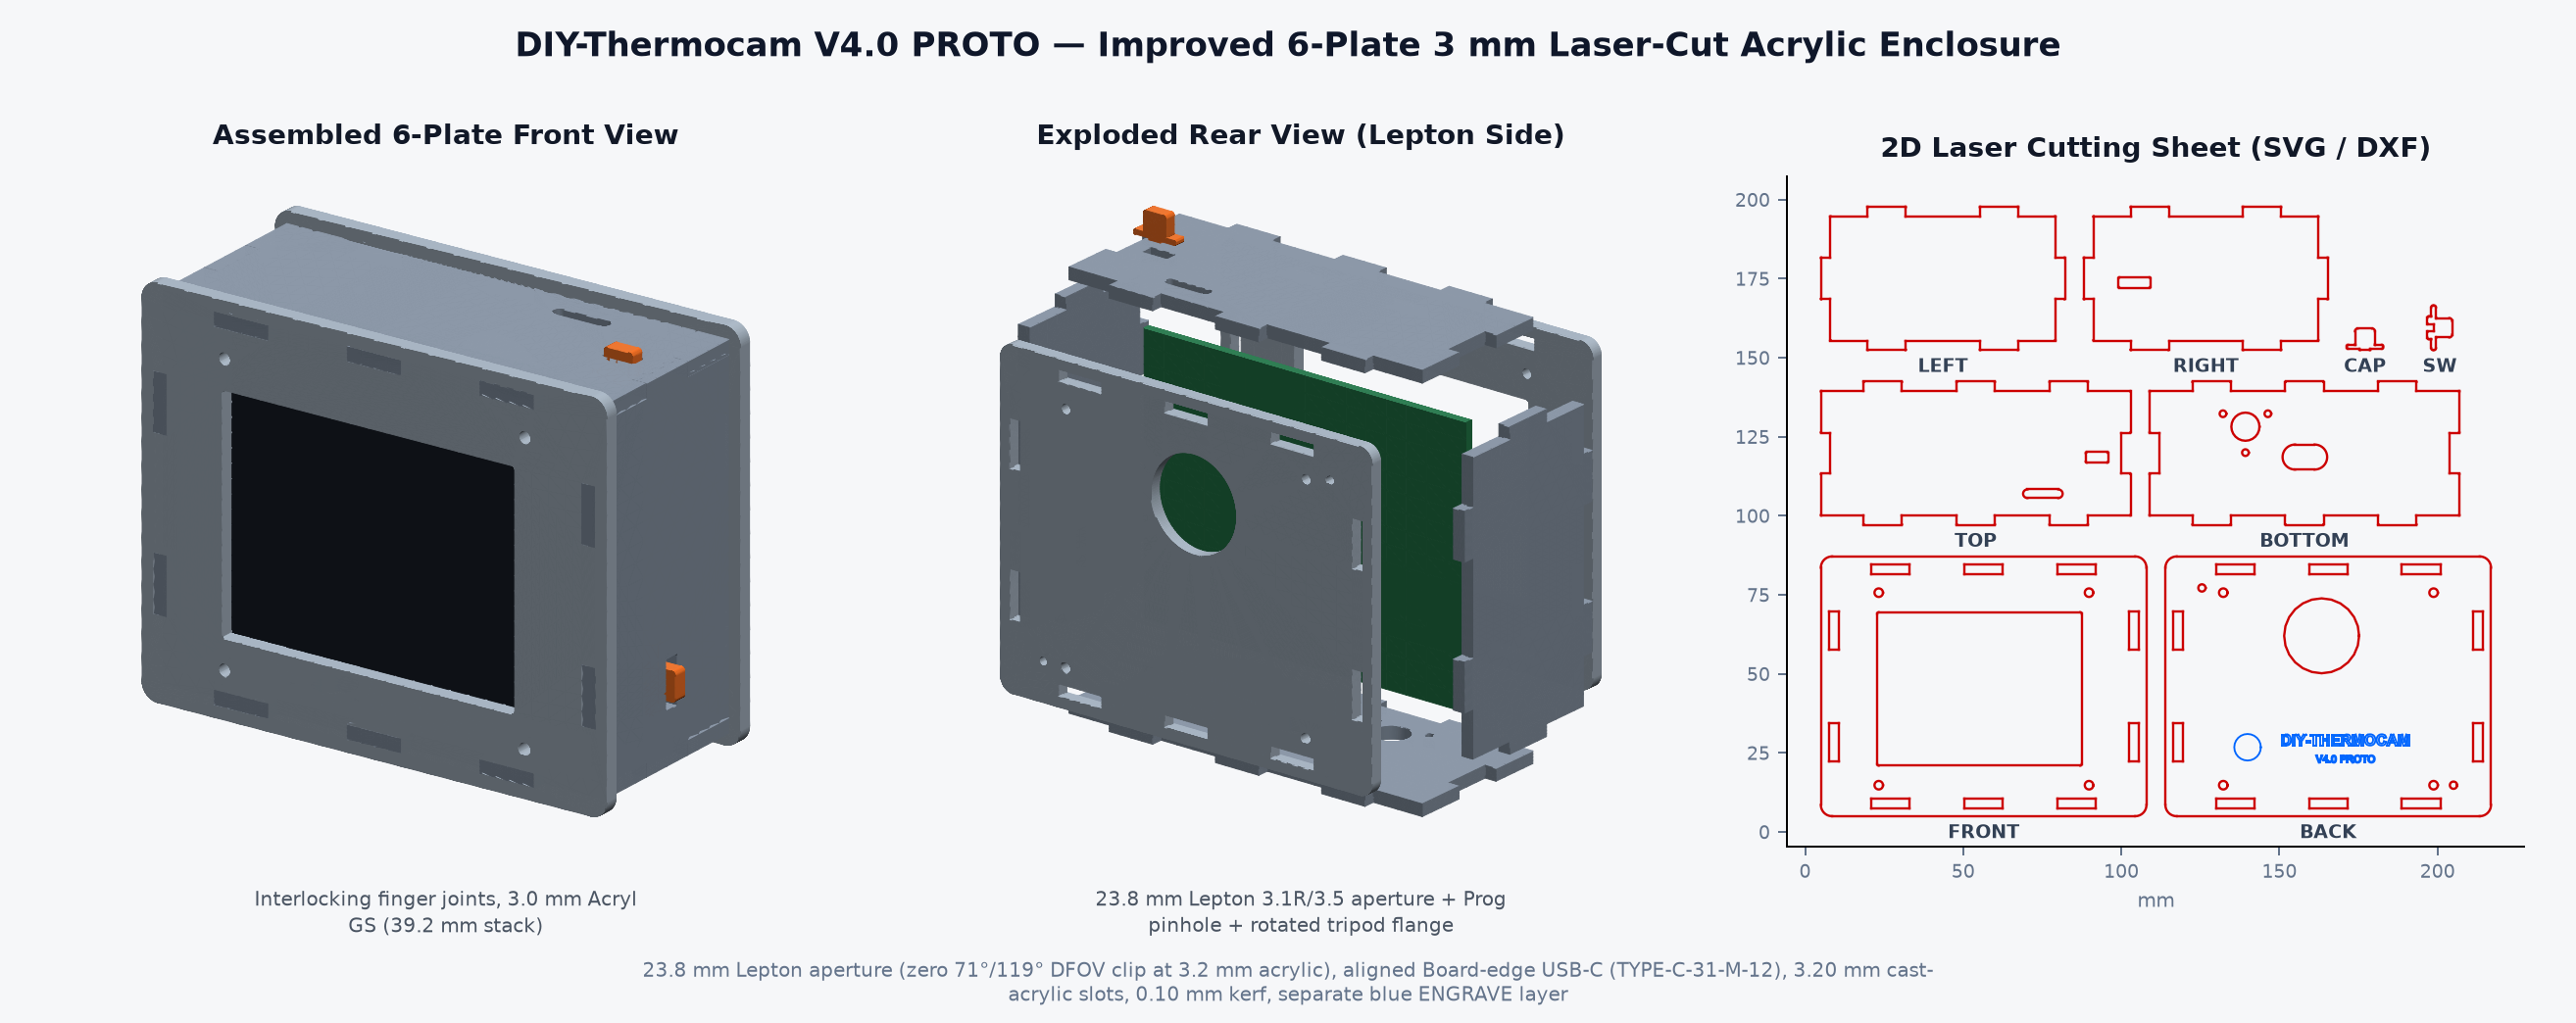 DIY-Thermocam V4.0 PROTO — Improved 6-Plate 3 mm Laser-Cut Acrylic Enclosure
Assembled 6-Plate Front View
Interlocking finger joints, 3.0 mm Acryl
GS (39.2 mm stack)
Exploded Rear View (Lepton Side)
23.8 mm Lepton 3.1R/3.5 aperture + Prog
pinhole + rotated tripod flange
2D Laser Cutting Sheet (SVG / DXF)
200
175
150
125
100
75
50
25
0
LEFT
RIGHT
CAP
SW
TOP
BOTTOM
DIY-THERMOCAM
V4.0 PROTO
FRONT
BACK
0
50
100
150
200
mm
23.8 mm Lepton aperture (zero 71°/119° DFOV clip at 3.2 mm acrylic), aligned Board-edge USB-C (TYPE-C-31-M-12), 3.20 mm cast-
acrylic slots, 0.10 mm kerf, separate blue ENGRAVE layer